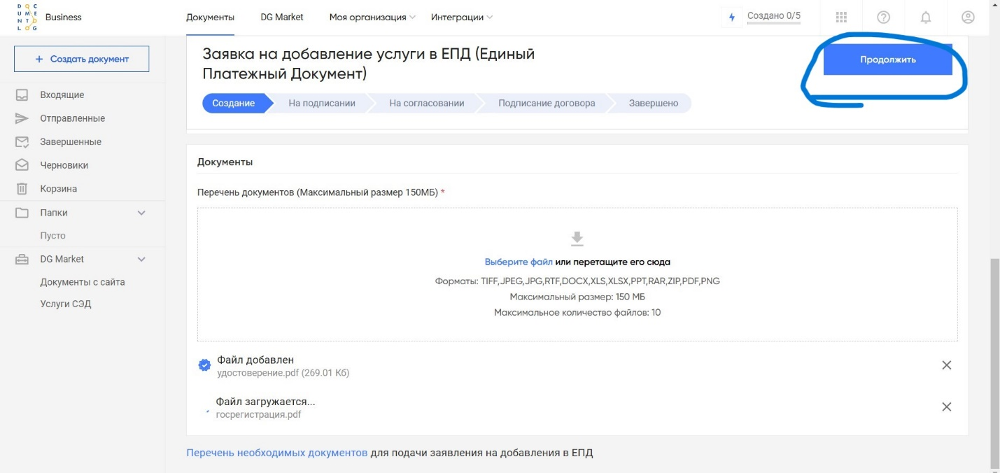 DOC
UME
NTO
LOG
Business
Документы
DG Market
Моя организация
Интеграции
Создано 0/5
+ Создать документ
Входящие
Отправленные
Завершенные
Черновики
Корзина
Папки
Пусто
DG Market
Документы с сайта
Услуги СЭД
Заявка на добавление услуги в ЕПД (Единый
Платежный Документ)
Продолжить
Создание
На подписании
На согласовании
Подписание договора
Завершено
Документы
Перечень документов (Максимальный размер 150МБ) *
Выберите файл или перетащите его сюда
Форматы: TIFF,JPEG,JPG,RTF,DOCX,XLS,XLSX,PPT,RAR,ZIP,PDF,PNG
Максимальный размер: 150 МБ
Максимальное количество файлов: 10
Файл добавлен
удостоверение.pdf (269.01 Кб)
Файл загружается...
госрегистрация.pdf
Перечень необходимых документов для подачи заявления на добавления в ЕПД